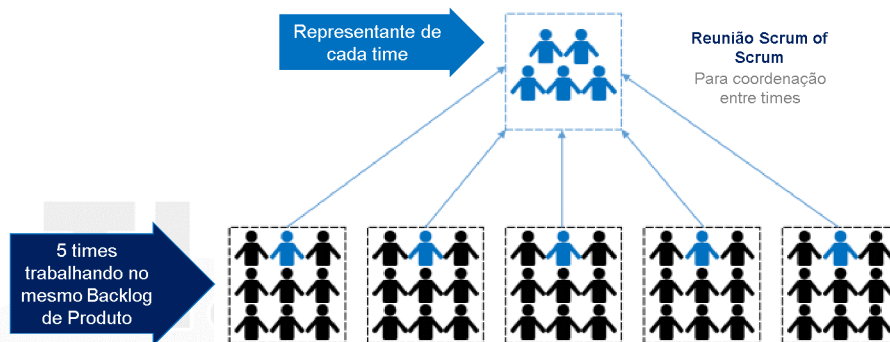 Representante de
cada time
Reunião Scrum of
Scrum
Para coordenação
entre times
5 times
trabalhando no
mesmo Backlog
de Produto